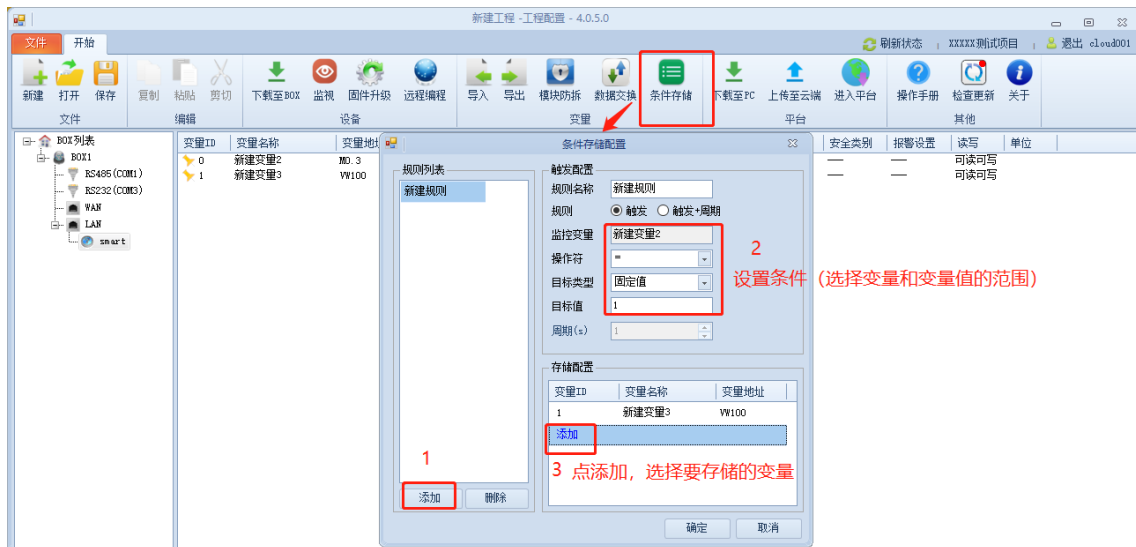 新建工程 -工程配置 - 4.0.5.0
文件 开始 刷新状态 XXXXX测试项目 退出 cloud001
新建 打开 保存 复制 粘贴 剪切 下载至BOX 监视 固件升级 远程编程 导入 导出 模块防拆 数据交换 条件存储 下载至PC 上传至云端 进入平台 操作手册 检查更新 关于
文件 编辑 设备 变量 平台 其他
BOX列表
BOX1
RS485(COM1)
RS232(COM3)
WAN
LAN
smart
变量ID 变量名称 变量地 安全类别 报警设置 读写 单位
0 新建变量2 M0.3 — — 可读可写
1 新建变量3 VW100 — — 可读可写
条件存储配置
规则列表
新建规则
添加 删除
1
触发配置
规则名称 新建规则
规则 触发 触发+周期
监控变量 新建变量2
操作符 =
目标类型 固定值
目标值 1
周期(s) 1
2
设置条件（选择变量和变量值的范围）
存储配置
变量ID 变量名称 变量地址
1 新建变量3 VW100
添加
3 点添加，选择要存储的变量
确定 取消